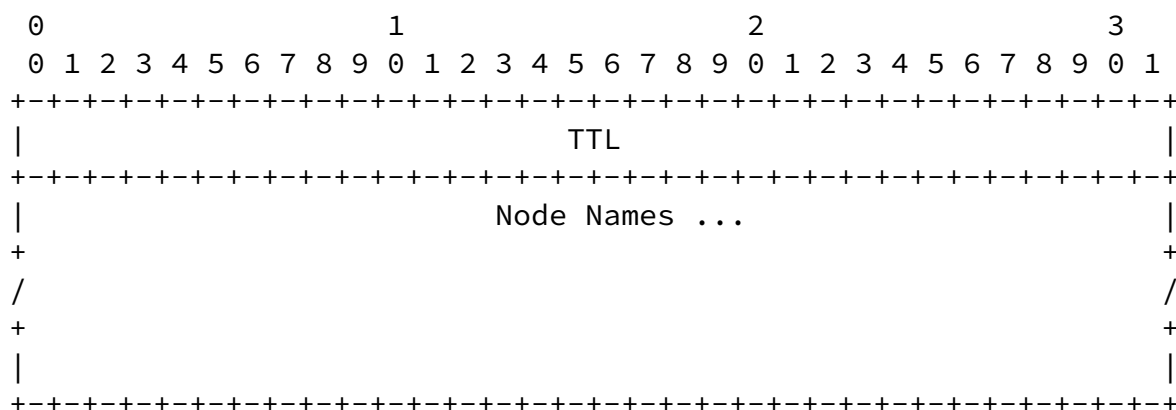 0                   1                   2                   3
 0 1 2 3 4 5 6 7 8 9 0 1 2 3 4 5 6 7 8 9 0 1 2 3 4 5 6 7 8 9 0 1
+-+-+-+-+-+-+-+-+-+-+-+-+-+-+-+-+-+-+-+-+-+-+-+-+-+-+-+-+-+-+-+-+
|                              TTL                              |
+-+-+-+-+-+-+-+-+-+-+-+-+-+-+-+-+-+-+-+-+-+-+-+-+-+-+-+-+-+-+-+-+
|                          Node Names ...                       |
+                                                               +
/                                                               /
+                                                               +
|                                                               |
+-+-+-+-+-+-+-+-+-+-+-+-+-+-+-+-+-+-+-+-+-+-+-+-+-+-+-+-+-+-+-+-+